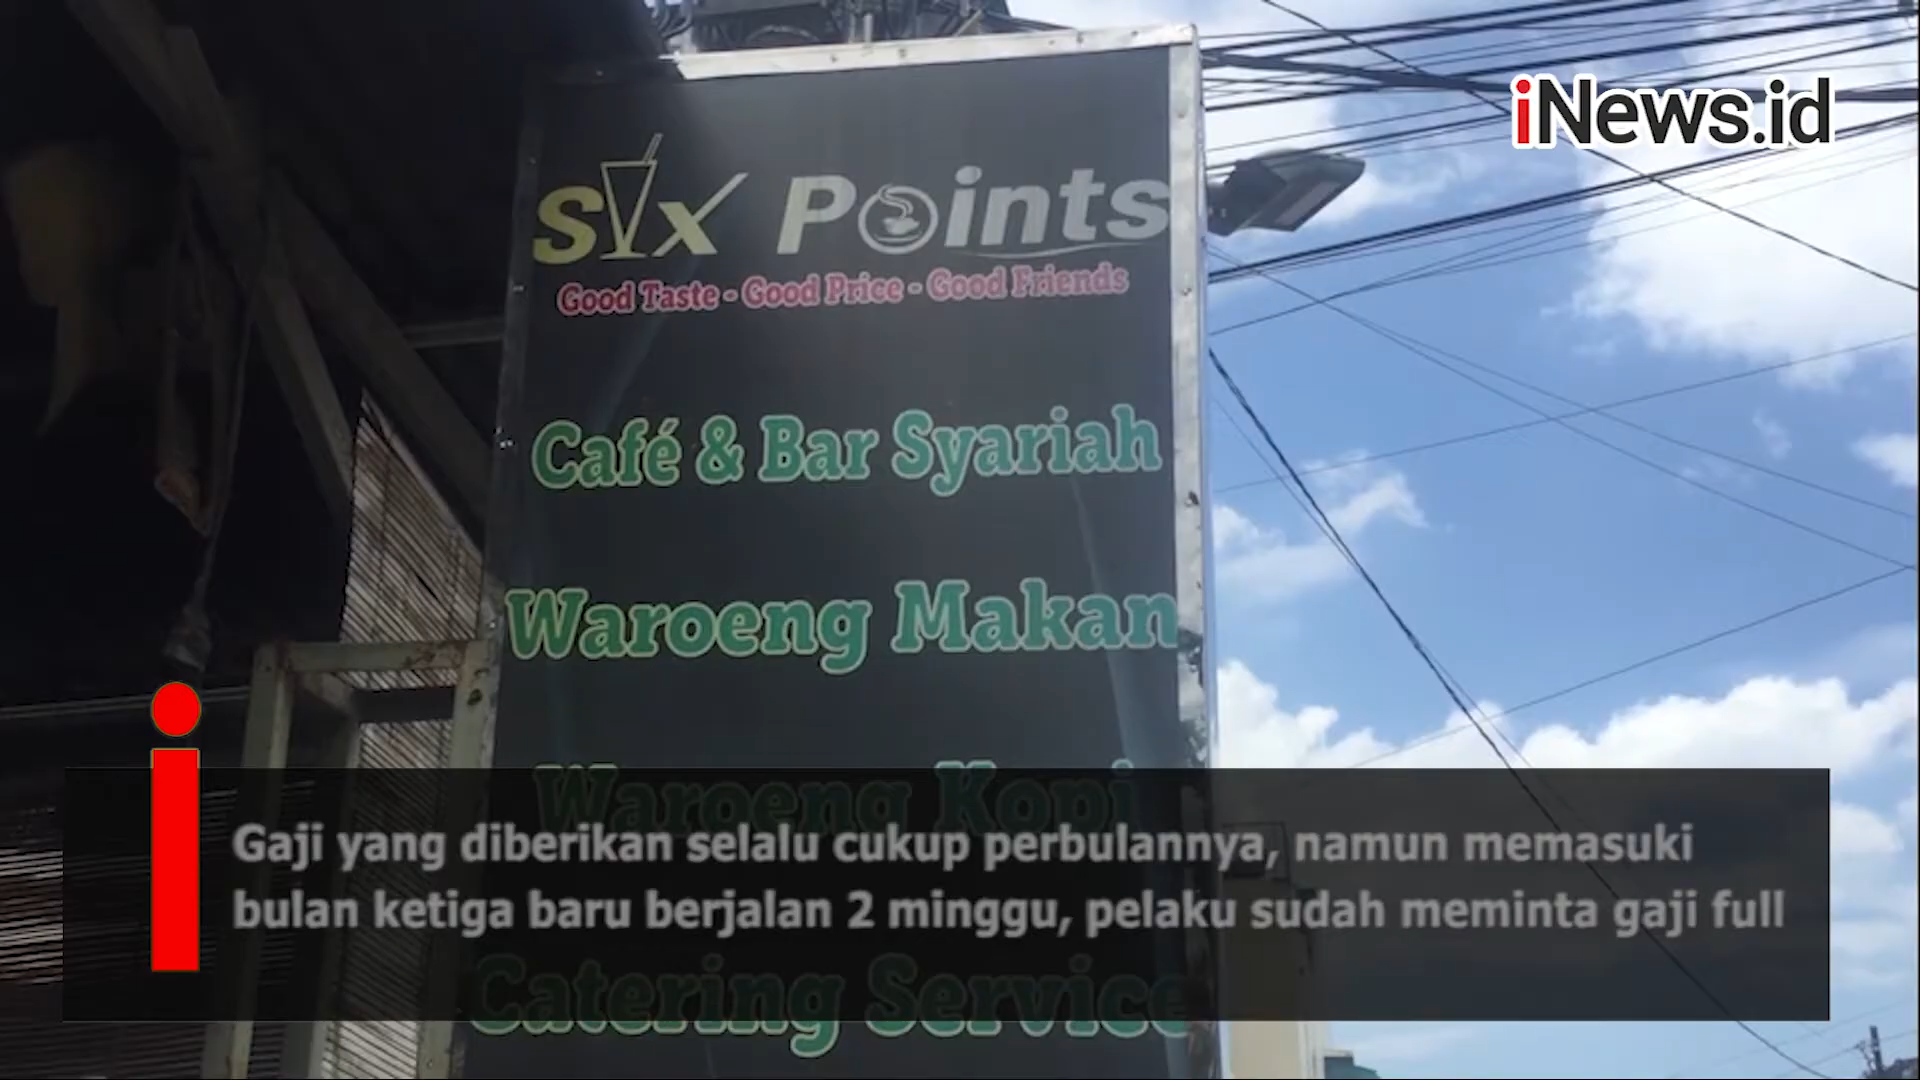 iNews.id
Six Points
Good Taste - Good Price - Good Friends
Café & Bar Syariah
Waroeng Makan
Waroeng Kopi
Gaji yang diberikan selalu cukup perbulannya, namun memasuki
bulan ketiga baru berjalan 2 minggu, pelaku sudah meminta gaji full
Catering Service